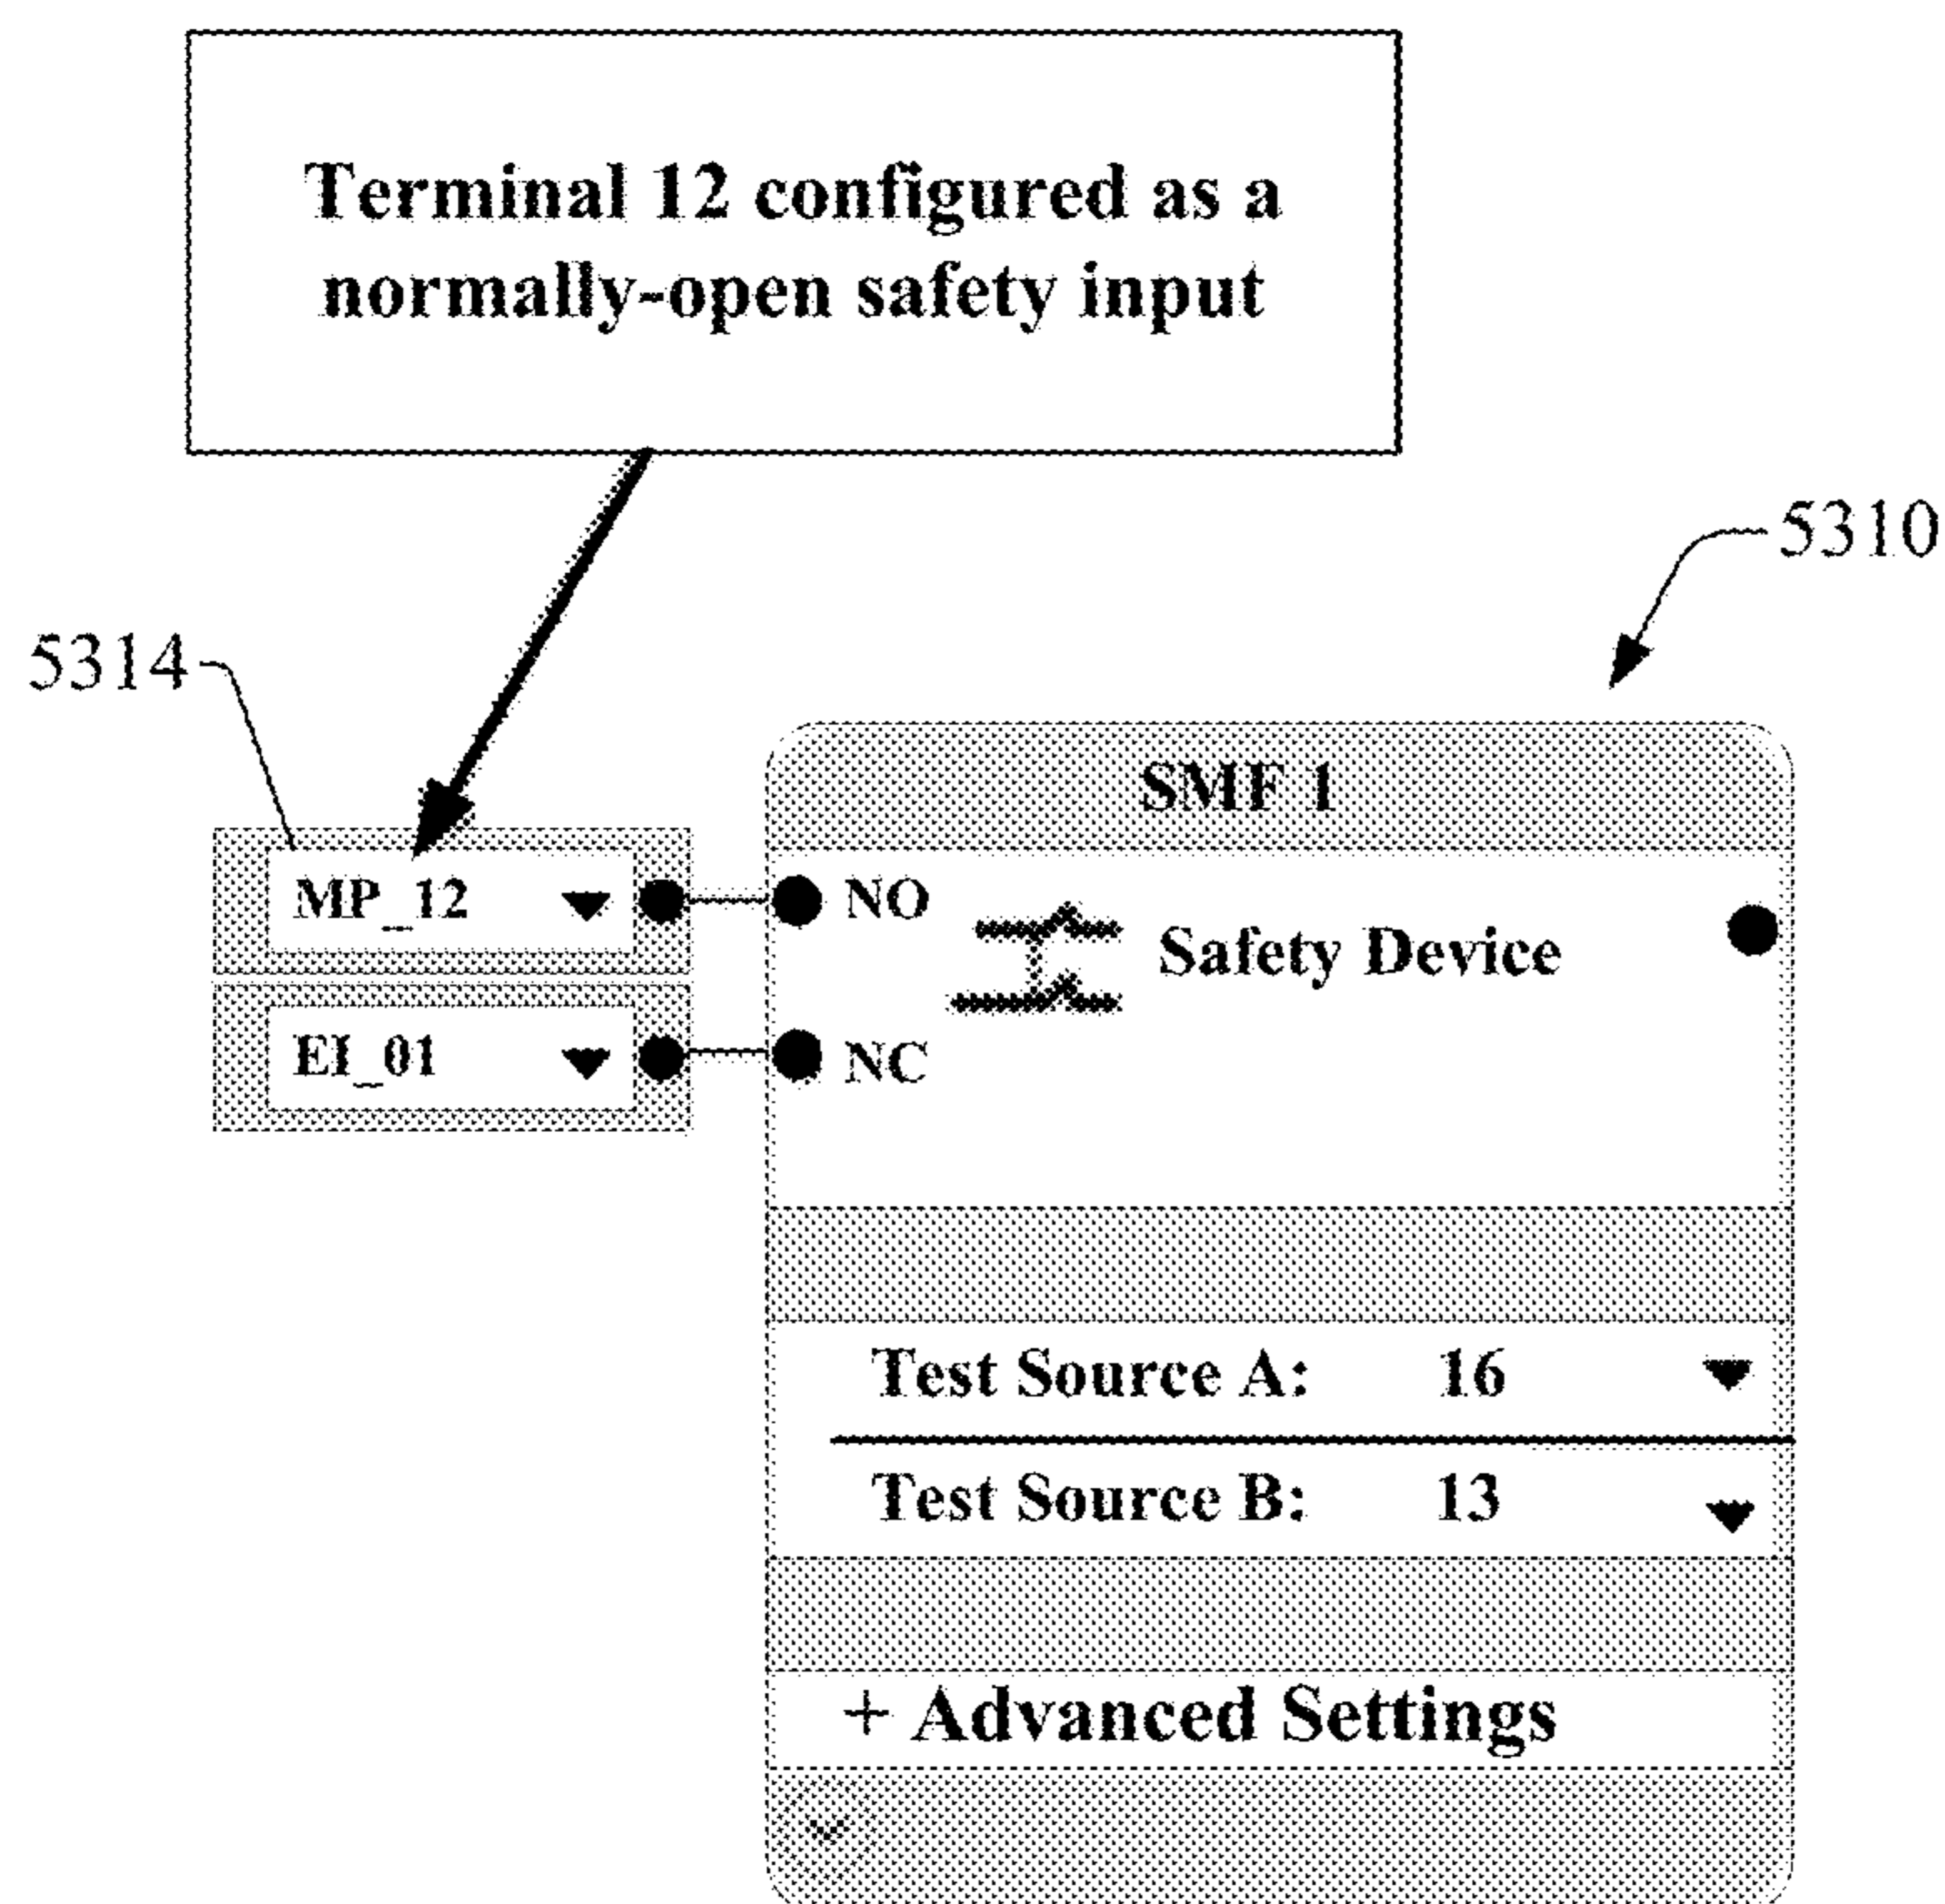 Terminal 12 configured as a
normally-open safety input
5310
5314
SMF 1
MP_12
NO
Safety Device
EI_01
NC
Test Source A: 16
Test Source B: 13
+ Advanced Settings